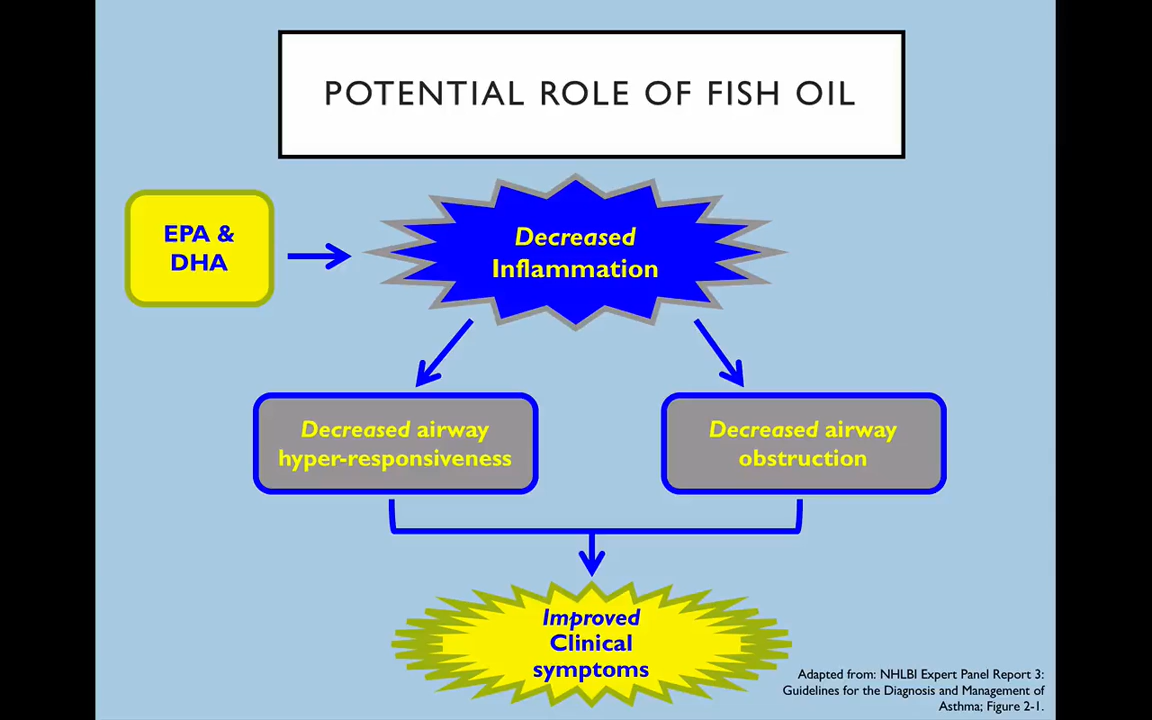 POTENTIAL ROLE OF FISH OIL
EPA &
DHA
Decreased
Inflammation
Decreased airway
hyper-responsiveness
Decreased airway
obstruction
Improved
Clinical
symptoms
Adapted from: NHLBI Expert Panel Report 3:
Guidelines for the Diagnosis and Management of
Asthma; Figure 2-1.